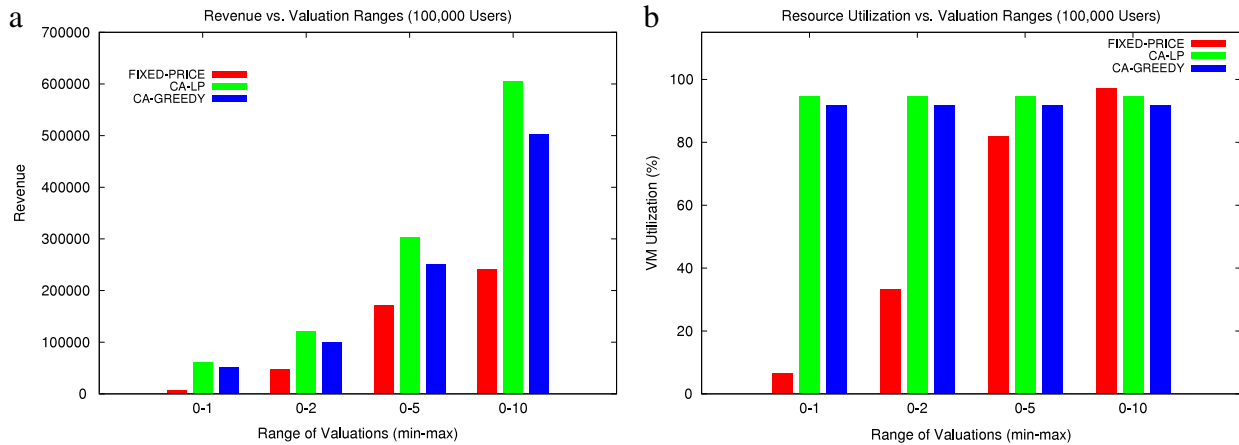 a
Revenue vs. Valuation Ranges (100,000 Users)
700000
600000
500000
400000
300000
200000
100000
0
Revenue
FIXED-PRICE
CA-LP
CA-GREEDY
0-1
0-2
0-5
0-10
Range of Valuations (min-max)
b
Resource Utilization vs. Valuation Ranges (100,000 Users)
100
80
60
40
20
0
VM Utilization (%)
FIXED-PRICE
CA-LP
CA-GREEDY
0-1
0-2
0-5
0-10
Range of Valuations (min-max)